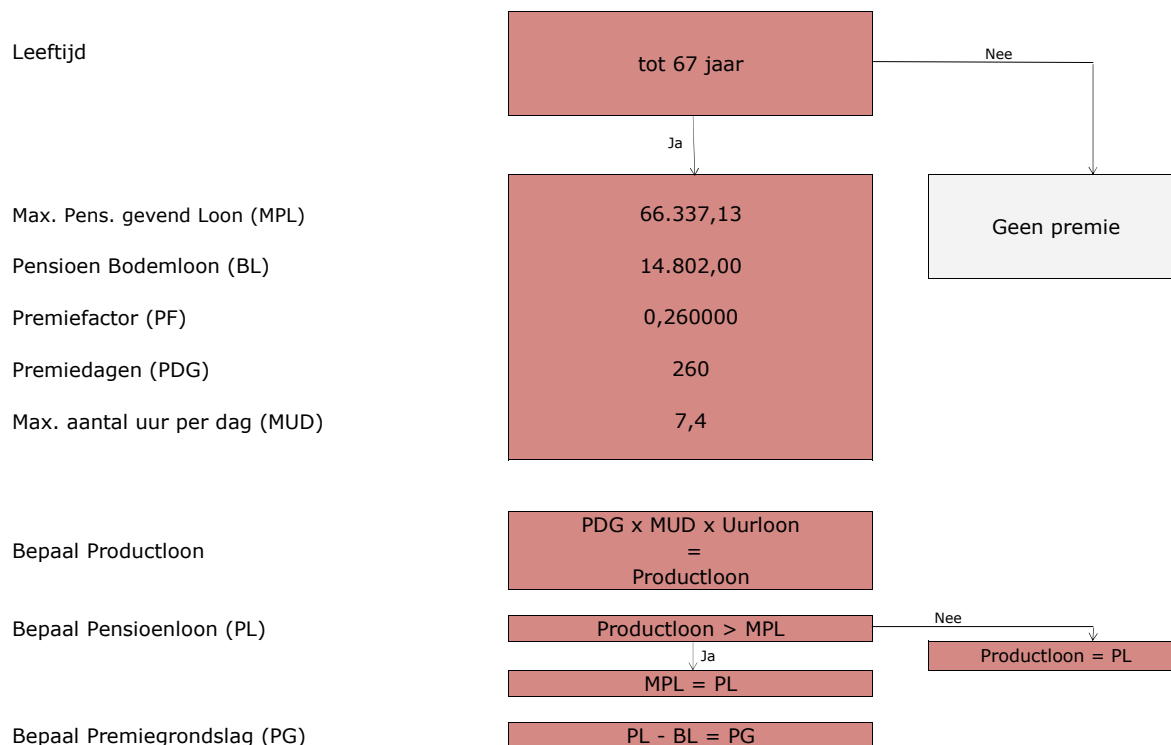 Leeftijd
tot 67 jaar
Nee
Ja
Max. Pens. gevend Loon (MPL)
66.337,13
Geen premie
Pensioen Bodemloon (BL)
14.802,00
Premiefactor (PF)
0,260000
Premiedagen (PDG)
260
Max. aantal uur per dag (MUD)
7,4
Bepaal Productloon
PDG x MUD x Uurloon
=
Productloon
Bepaal Pensioenloon (PL)
Productloon > MPL
Nee
Productloon = PL
Ja
MPL = PL
Bepaal Premiegrondslag (PG)
PL - BL = PG